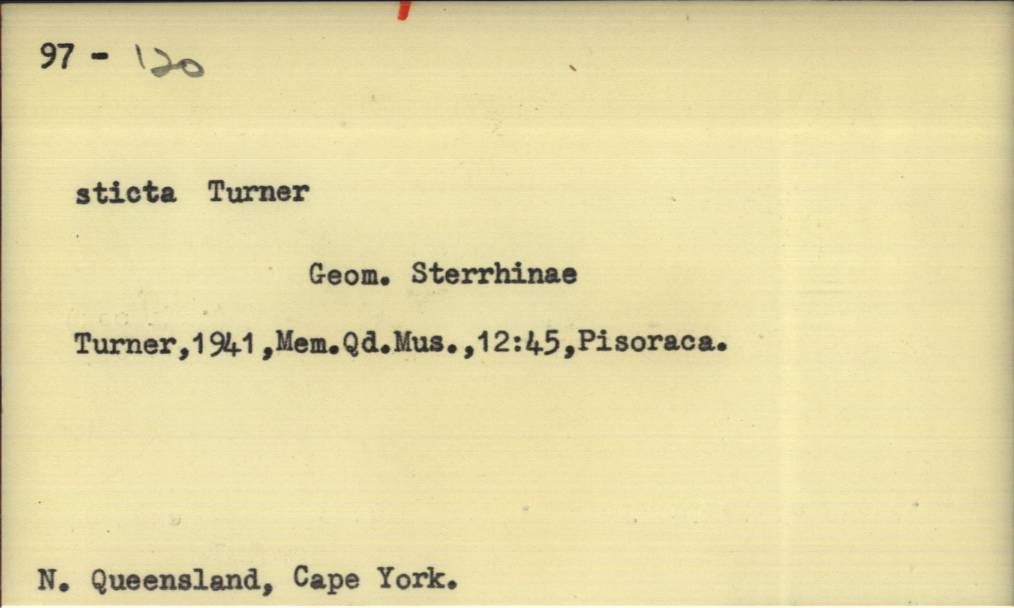 97 - 120
sticta Turner
Geom. Sterrhinae
Turner,1941,Mem.Qd.Mus.,12:45,Pisoraca.
N. Queensland, Cape York.